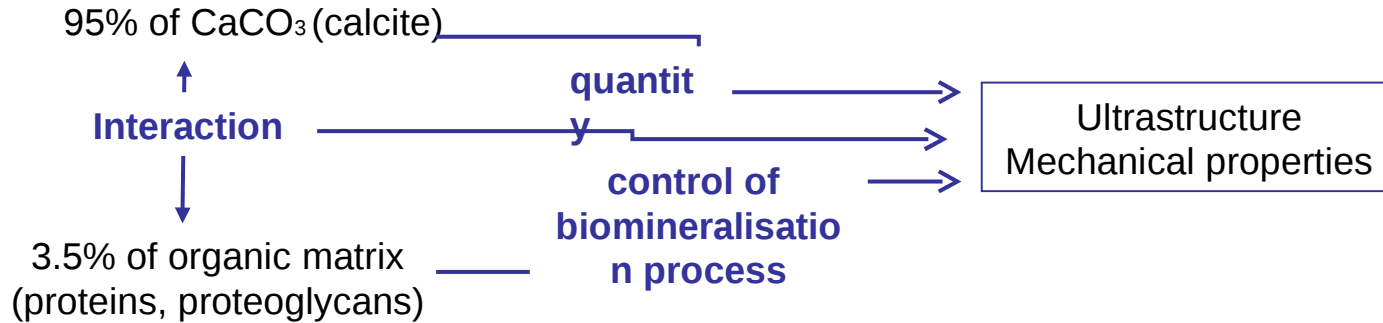 95% of CaCO₃ (calcite)
quantit
y
Interaction
Ultrastructure
Mechanical properties
control of
biomineralisatio
n process
3.5% of organic matrix
(proteins, proteoglycans)